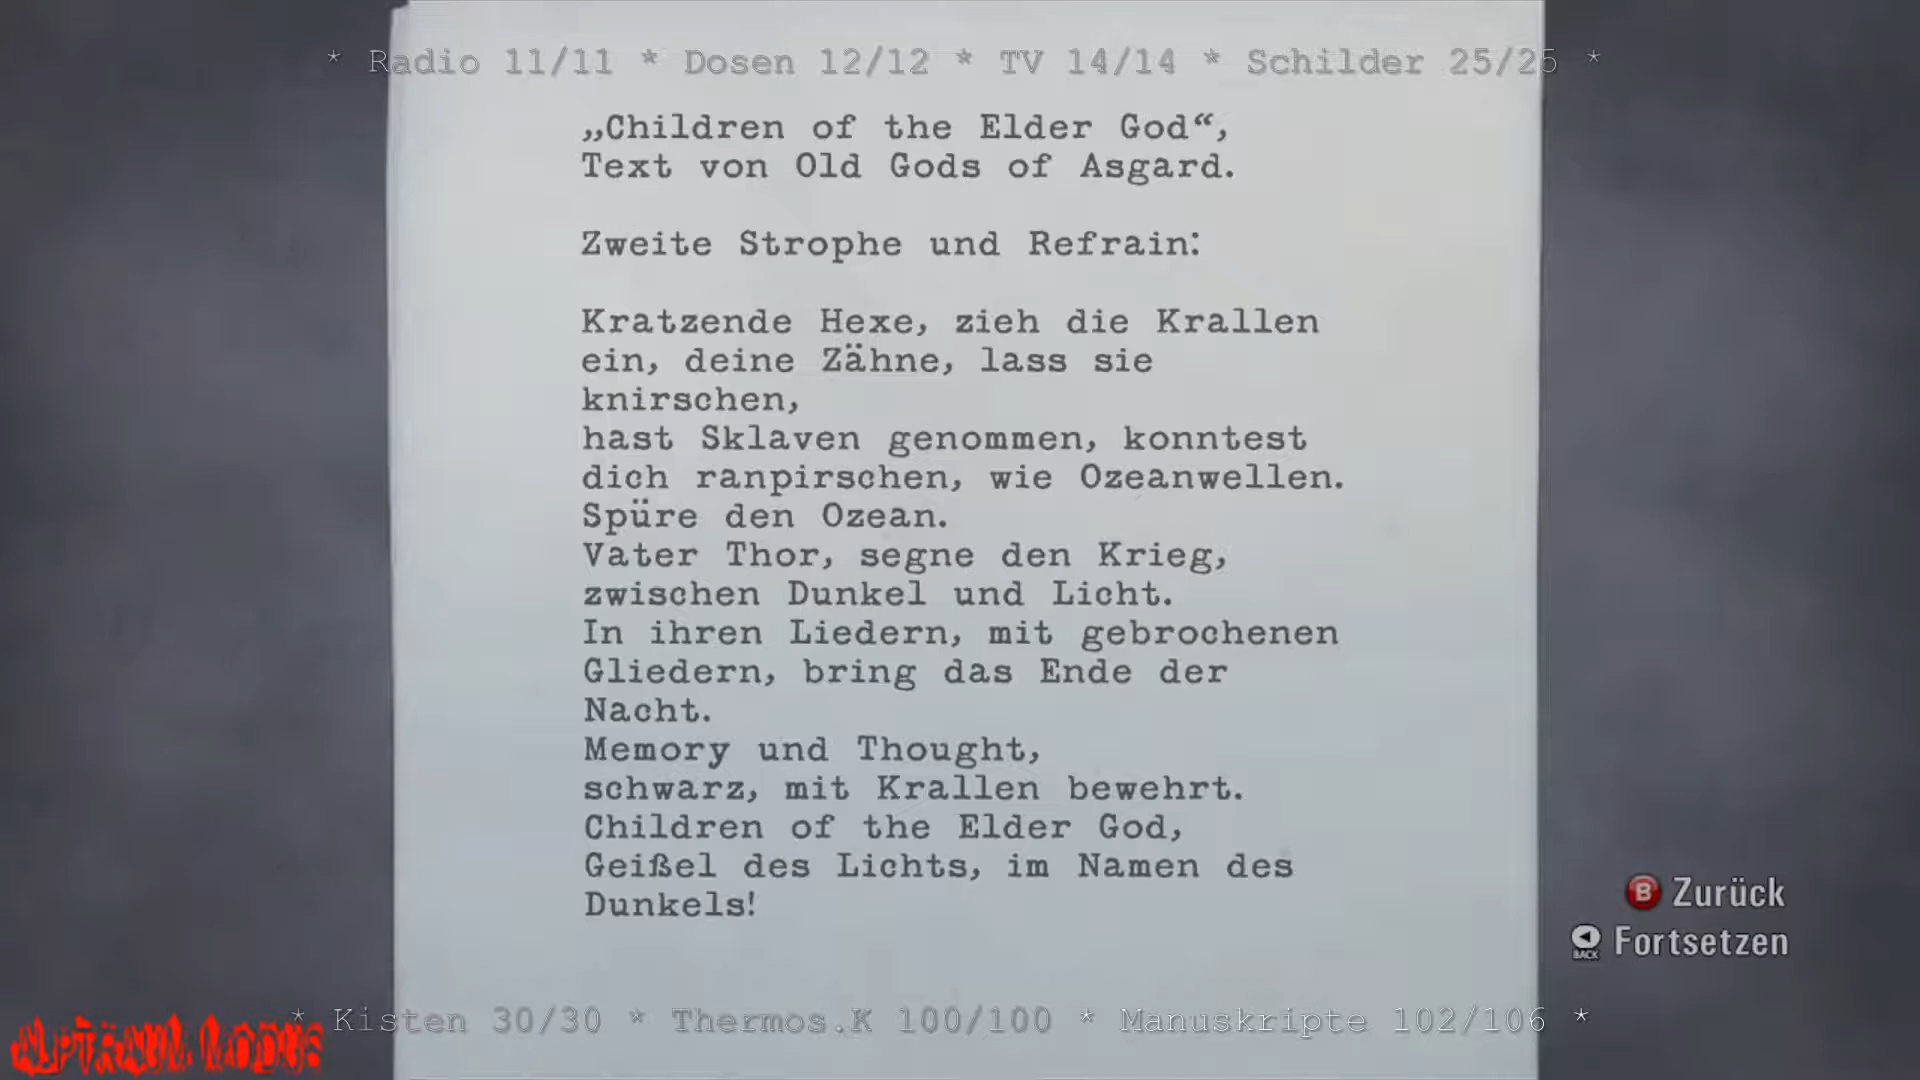 * Radio 11/11 * Dosen 12/12 * TV 14/14 * Schilder 25/25 *
„Children of the Elder God“,
Text von Old Gods of Asgard.
Zweite Strophe und Refrain:
Kratzende Hexe, zieh die Krallen
ein, deine Zähne, lass sie
knirschen,
hast Sklaven genommen, konntest
dich ranpirschen, wie Ozeanwellen.
Spüre den Ozean.
Vater Thor, segne den Krieg,
zwischen Dunkel und Licht.
In ihren Liedern, mit gebrochenen
Gliedern, bring das Ende der
Nacht.
Memory und Thought,
schwarz, mit Krallen bewehrt.
Children of the Elder God,
Geißel des Lichts, im Namen des
Dunkels!
B Zurück
BACK Fortsetzen
* Kisten 30/30 * Thermos.K 100/100 * Manuskripte 102/106 *
ALPTRAUM MODUS